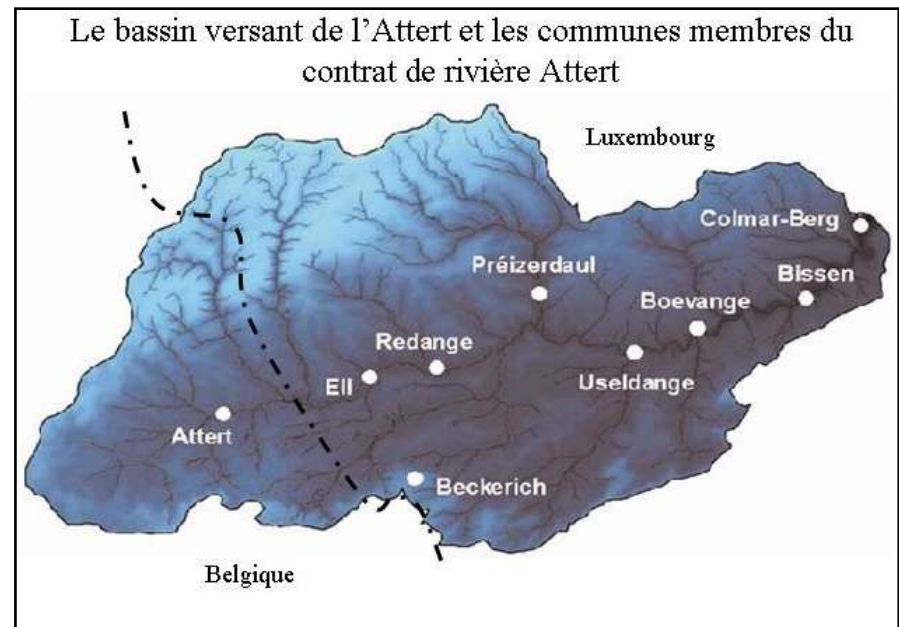 Le bassin versant de l’Attert et les communes membres du
contrat de rivière Attert
Luxembourg
Colmar-Berg
Préizerdaul
Bissen
Boevange
Redange
Ell
Useldange
Attert
Beckerich
Belgique